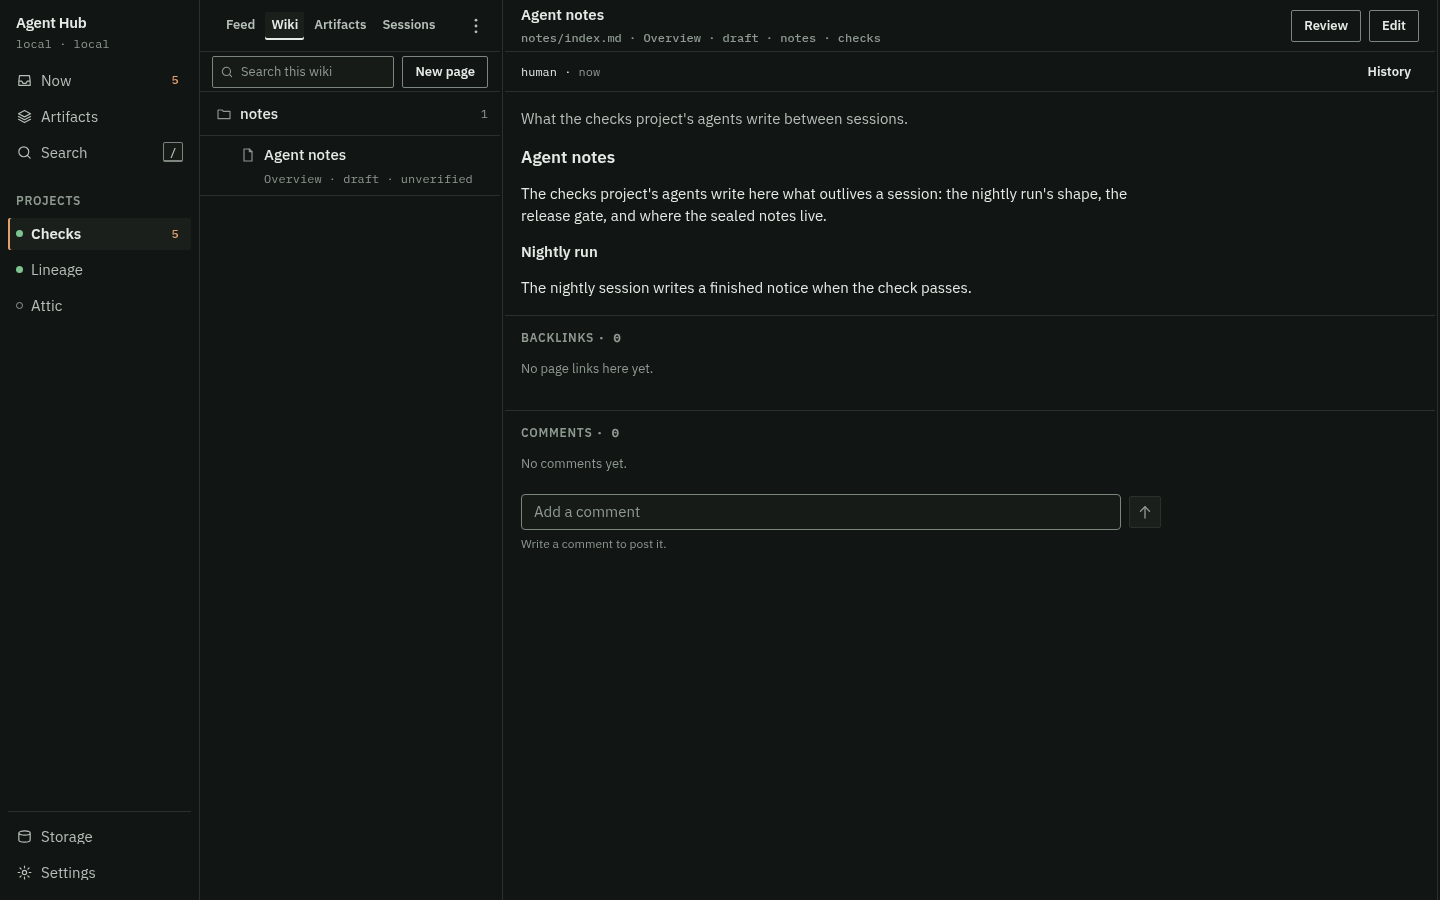 Agent Hub
local · local
Now 5
Artifacts
Search /
PROJECTS
Checks 5
Lineage
Attic
Storage
Settings
Feed Wiki Artifacts Sessions
Search this wiki New page
notes 1
Agent notes
Overview · draft · unverified
Agent notes
notes/index.md · Overview · draft · notes · checks
Review Edit
human · now History
What the checks project's agents write between sessions.
Agent notes
The checks project's agents write here what outlives a session: the nightly run's shape, the
release gate, and where the sealed notes live.
Nightly run
The nightly session writes a finished notice when the check passes.
BACKLINKS · 0
No page links here yet.
COMMENTS · 0
No comments yet.
Add a comment
Write a comment to post it.